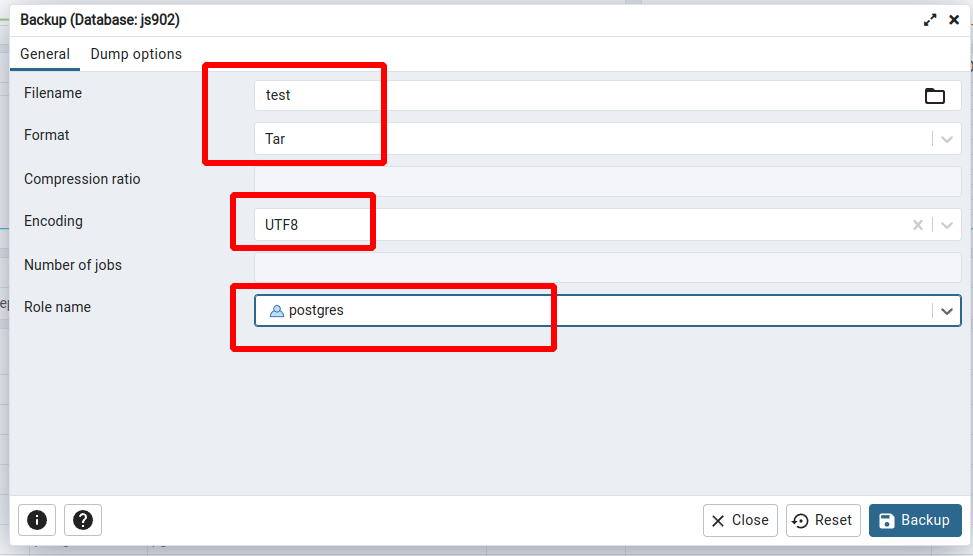 Backup (Database: js902)
General Dump options
Filename test
Format Tar
Compression ratio
Encoding UTF8
Number of jobs
Role name postgres
Close Reset Backup